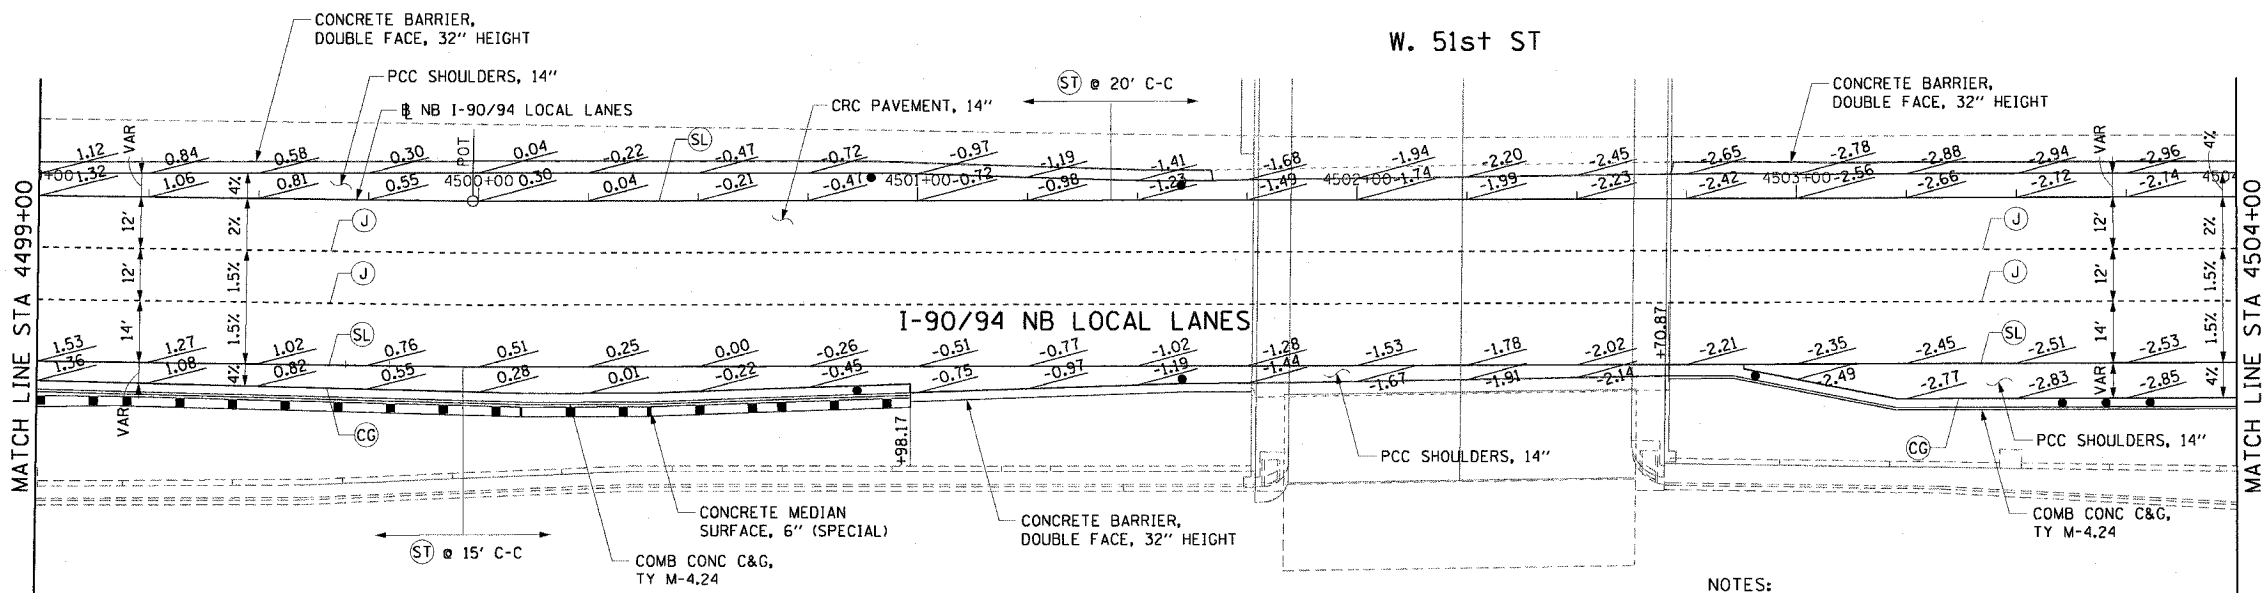 CONCRETE BARRIER,
DOUBLE FACE, 32" HEIGHT
W. 51st ST
PCC SHOULDERS, 14"
ST @ 20' C-C
CONCRETE BARRIER,
DOUBLE FACE, 32" HEIGHT
℄ NB I-90/94 LOCAL LANES
CRC PAVEMENT, 14"
SL
VAR
POT
VAR
4%
1.12 0.84 0.58 0.30 0.04 -0.22 -0.47 -0.72 -0.97 -1.19 -1.41 -1.68 -1.94 -2.20 -2.45 -2.65 -2.78 -2.88 -2.94 -2.96
+00 4500+00 4501+00 4502+00 4503+00 4504
1.32 1.06 0.81 0.55 0.30 0.04 -0.21 -0.47 -0.72 -0.98 -1.23 -1.49 -1.74 -1.99 -2.23 -2.42 -2.56 -2.66 -2.72 -2.74
4%
12' 2% J J 12' 2%
12' 1.5% J J 12' 1.5%
MATCH LINE STA 4499+00
MATCH LINE STA 4504+00
I-90/94 NB LOCAL LANES
14' 1.5% SL +70.87 SL 14' 1.5%
1.53 1.27 1.02 0.76 0.51 0.25 0.00 -0.26 -0.51 -0.77 -1.02 -1.28 -1.53 -1.78 -2.02 -2.21 -2.35 -2.45 -2.51 -2.53
1.36 1.08 0.82 0.55 0.28 0.01 -0.22 -0.45 -0.75 -0.97 -1.19 -1.44 -1.67 -1.91 -2.14 -2.49 -2.77 -2.83 -2.85
VAR 4% VAR 4%
CG
+98.17
PCC SHOULDERS, 14"
CG
PCC SHOULDERS, 14"
ST @ 15' C-C
CONCRETE MEDIAN
SURFACE, 6" (SPECIAL)
CONCRETE BARRIER,
DOUBLE FACE, 32" HEIGHT
COMB CONC C&G,
TY M-4.24
COMB CONC C&G,
TY M-4.24
NOTES: